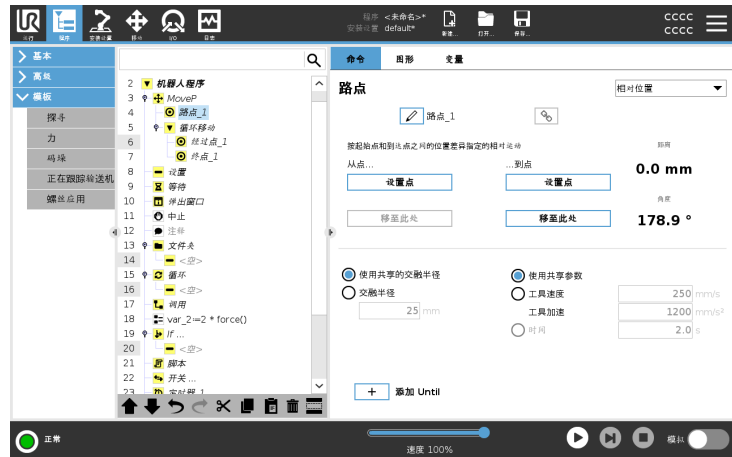 程序 <未命名>*
安装设置 default*
新建... 打开... 保存...
cccc
cccc
运行 程序 安装设置 移动 I/O 日志
基本
高级
模板
探寻
力
码垛
正在跟踪输送机
螺丝应用
2 机器人程序
3 MoveP
4 路点_1
5 循环移动
6 经过点_1
7 终点_1
8 设置
9 等待
10 弹出窗口
11 中止
12 注释
13 文件夹
14 <空>
15 循环
16 <空>
17 调用
18 var_2:=2 * force()
19 If ...
20 <空>
21 脚本
22 开关 ...
23 定时器_1
命令 图形 变量
路点
相对位置
路点_1
按起始点和到达点之间的位置差异指定的相对运动
从点... ...到点
设置点 设置点
移至此处 移至此处
距离
0.0 mm
角度
178.9 °
使用共享的交融半径
交融半径
25 mm
使用共享参数
工具速度 250 mm/s
工具加速 1200 mm/s²
时间 2.0 s
+ 添加 Until
正常
速度 100%
模拟